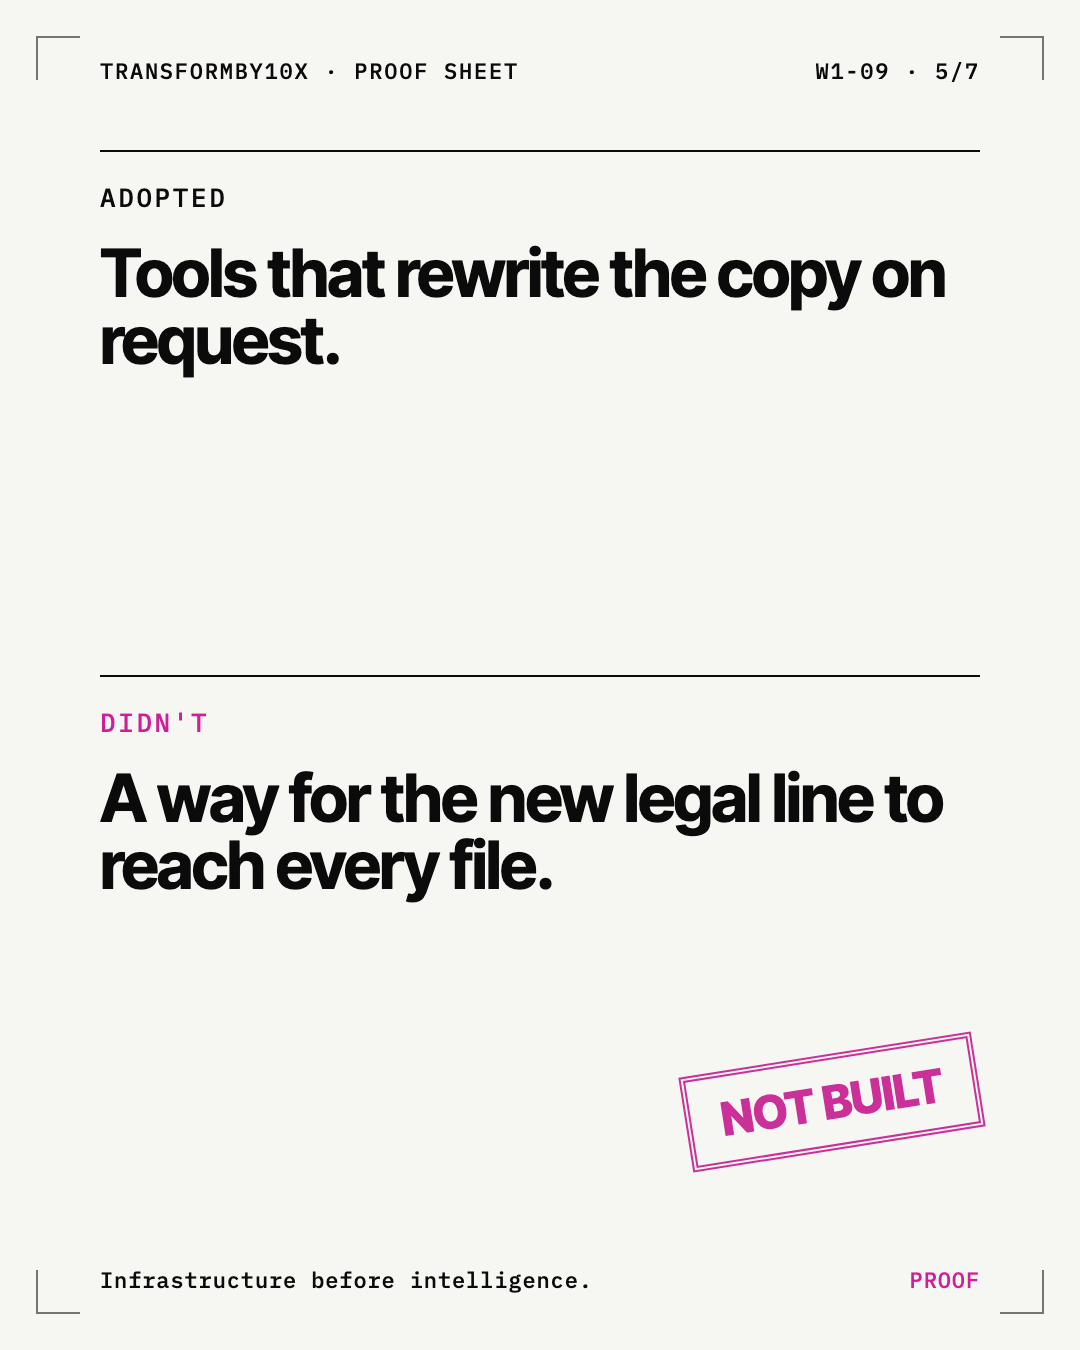 TRANSFORMBY10X · PROOF SHEET
W1-09 · 5/7
ADOPTED
Tools that rewrite the copy on
request.
DIDN'T
A way for the new legal line to
reach every file.
NOT BUILT
Infrastructure before intelligence.
PROOF